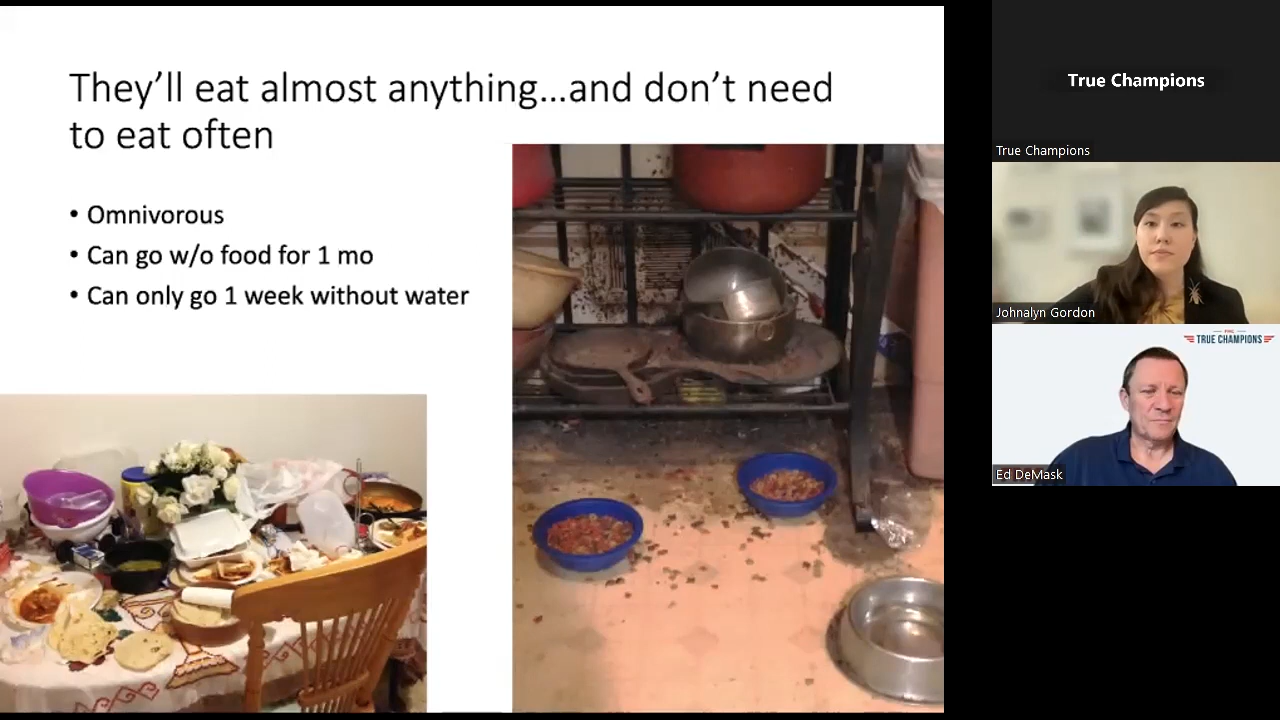 They’ll eat almost anything…and don’t need
to eat often
• Omnivorous
• Can go w/o food for 1 mo
• Can only go 1 week without water
True Champions
True Champions
Johnalyn Gordon
TRUE CHAMPIONS
Ed DeMask